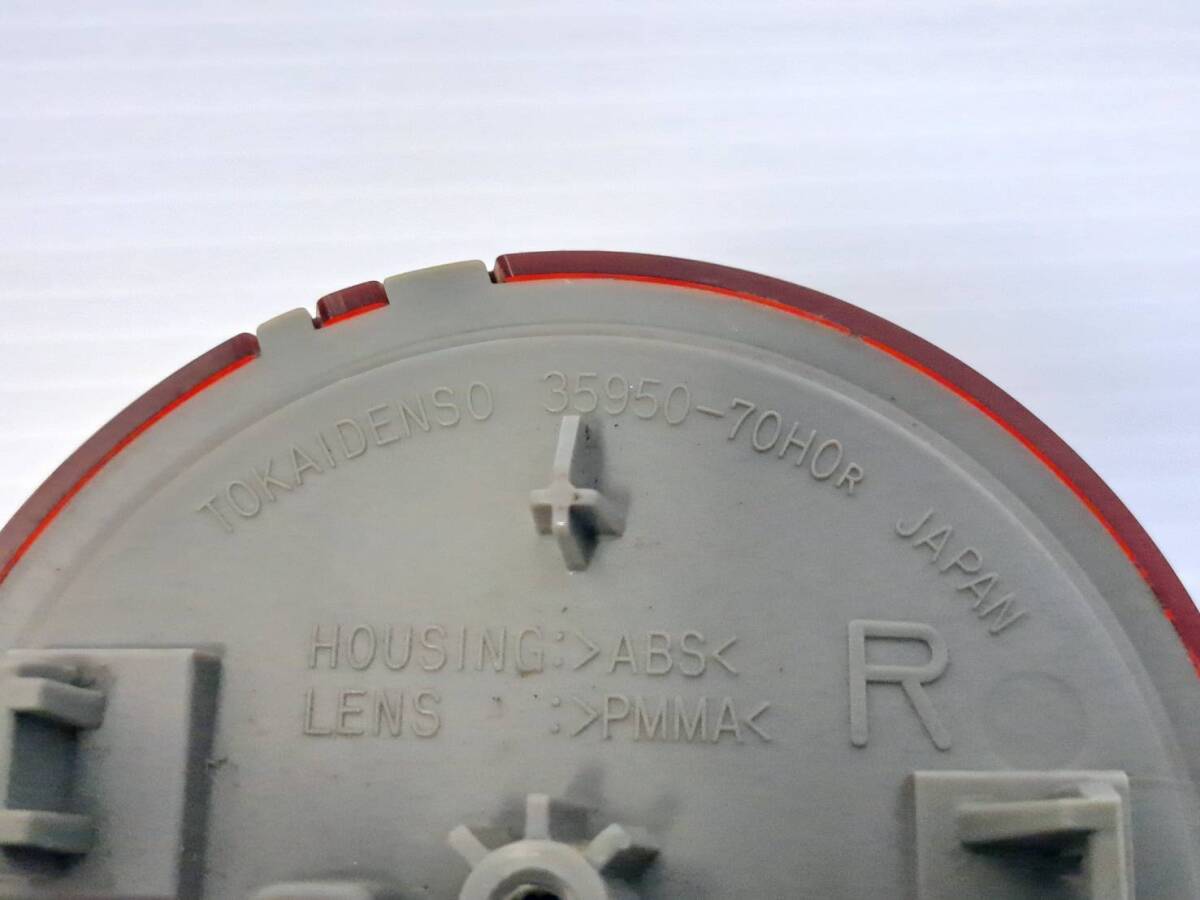 TOKAIDENSO 35950-70H0R JAPAN
HOUSING:>ABS<
LENS :>PMMA<
R